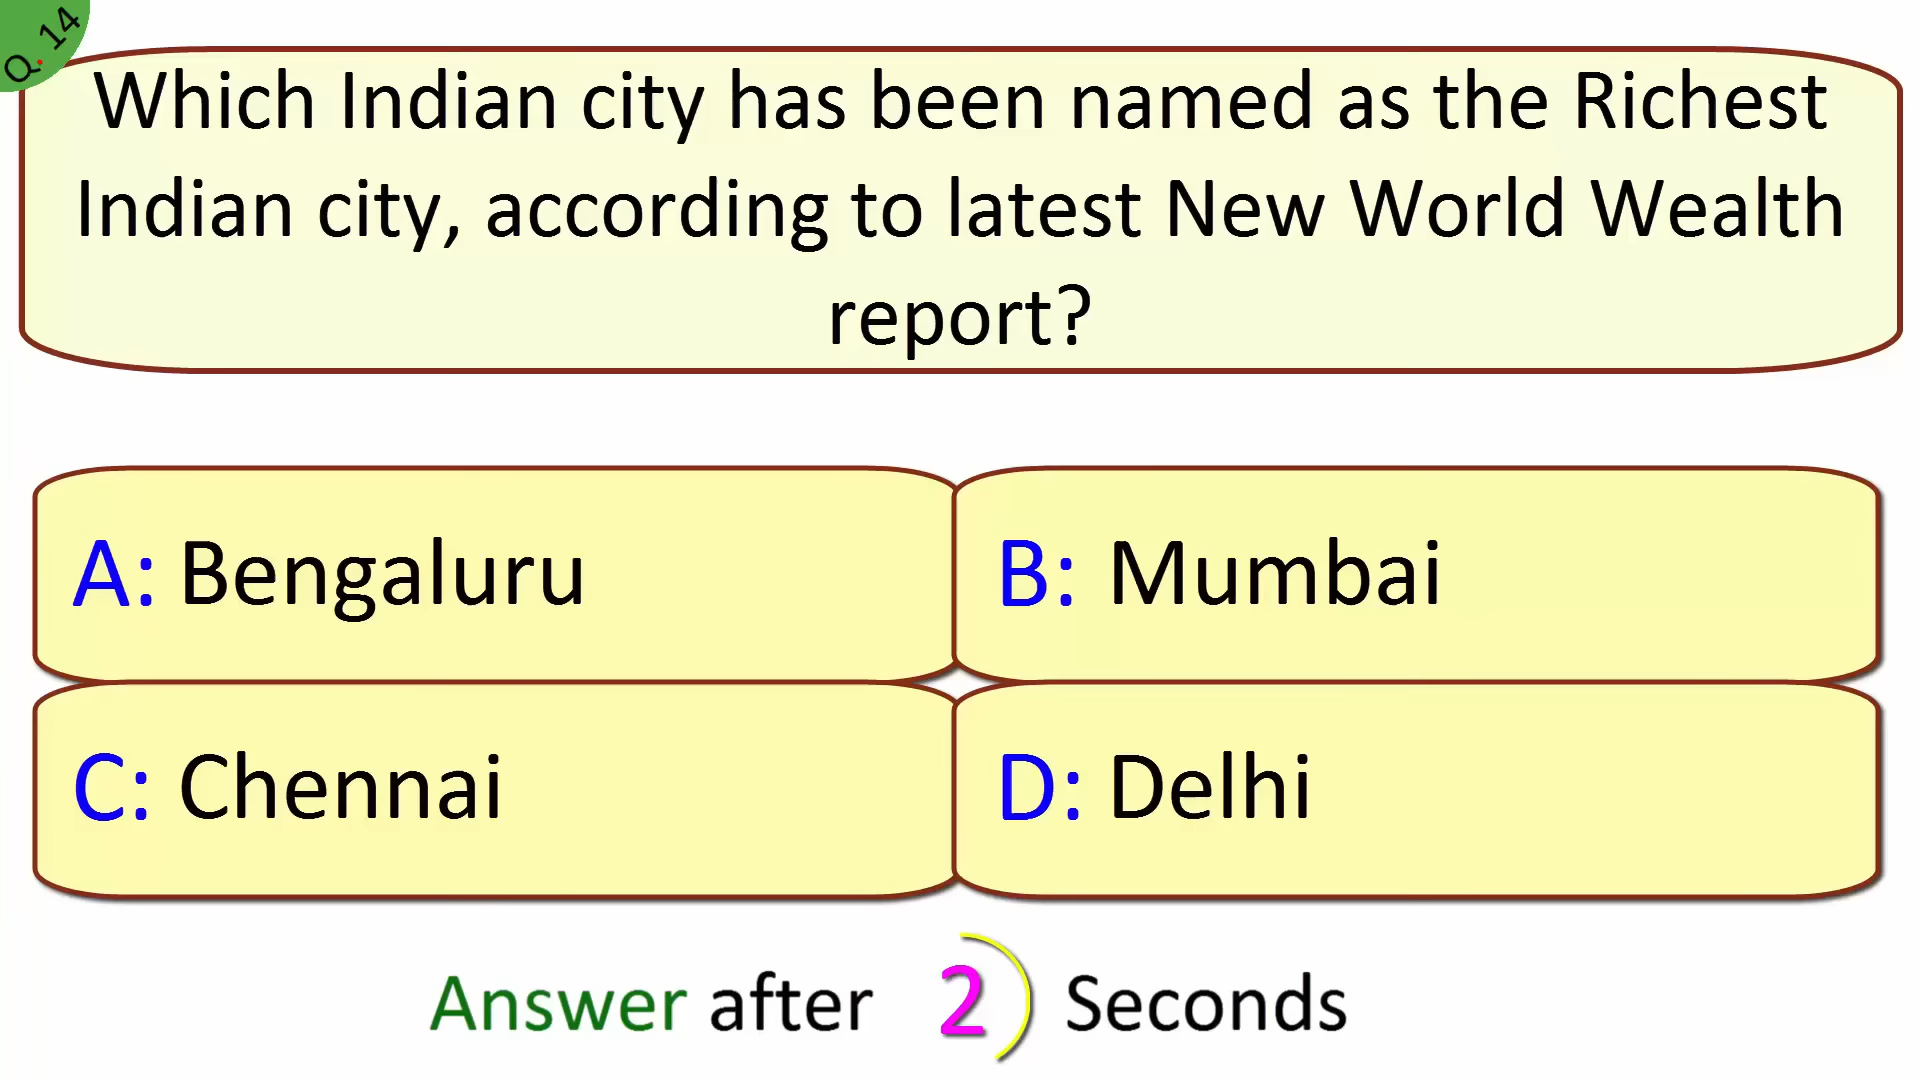 Q. 14
Which Indian city has been named as the Richest
Indian city, according to latest New World Wealth
report?
A: Bengaluru
B: Mumbai
C: Chennai
D: Delhi
Answer after 2 Seconds